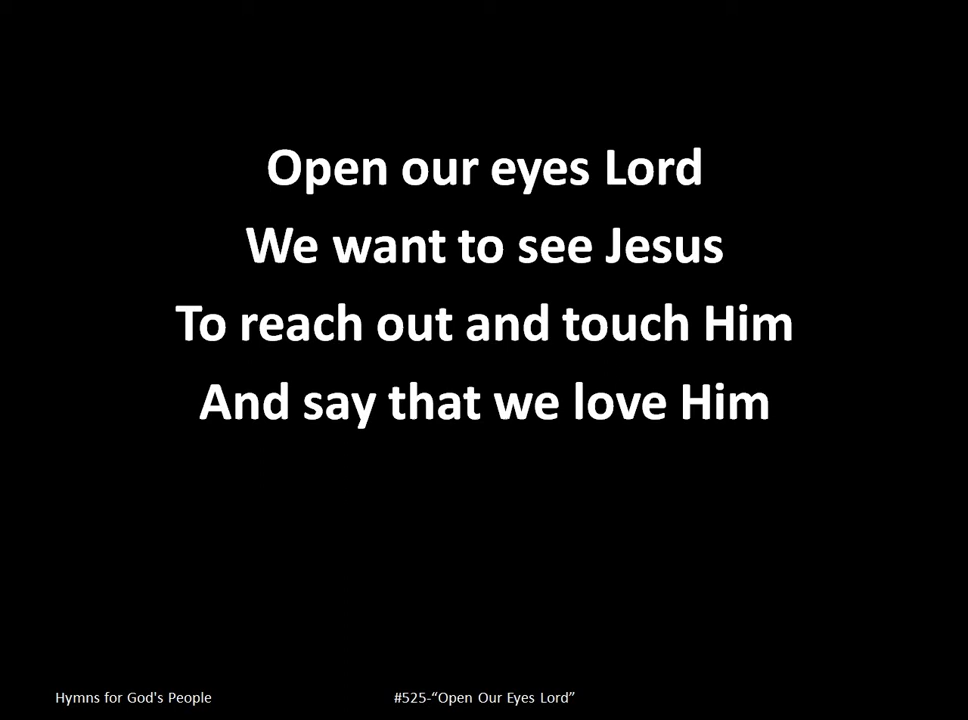 Open our eyes Lord
We want to see Jesus
To reach out and touch Him
And say that we love Him
Hymns for God's People
#525-“Open Our Eyes Lord”